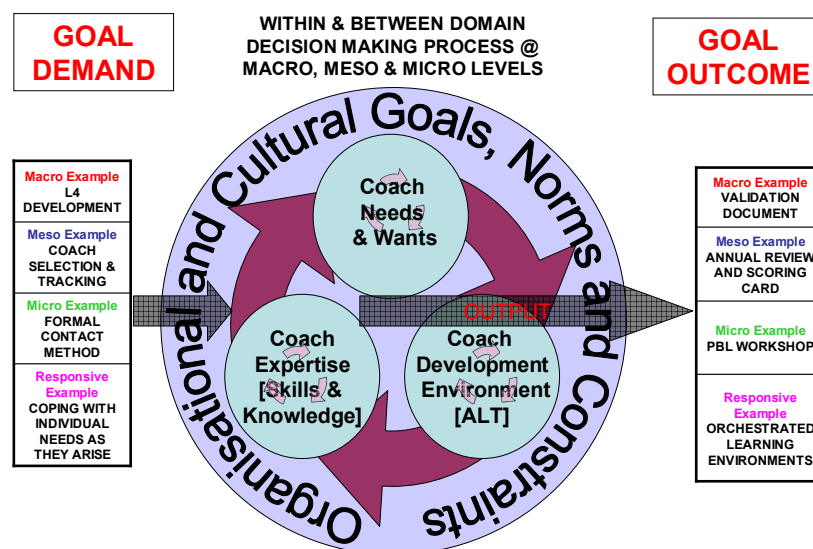 GOAL
DEMAND
WITHIN & BETWEEN DOMAIN
DECISION MAKING PROCESS @
MACRO, MESO & MICRO LEVELS
GOAL
OUTCOME
Organisational and Cultural Goals, Norms and Constraints
Macro Example
L4
DEVELOPMENT
Meso Example
COACH
SELECTION &
TRACKING
Micro Example
FORMAL
CONTACT
METHOD
Responsive
Example
COPING WITH
INDIVIDUAL
NEEDS AS
THEY ARISE
Coach
Needs
& Wants
OUTPUT
Coach
Expertise
[Skills &
Knowledge]
Coach
Development
Environment
[ALT]
Macro Example
VALIDATION
DOCUMENT
Meso Example
ANNUAL REVIEW
AND SCORING
CARD
Micro Example
PBL WORKSHOP
Responsive
Example
ORCHESTRATED
LEARNING
ENVIRONMENTS